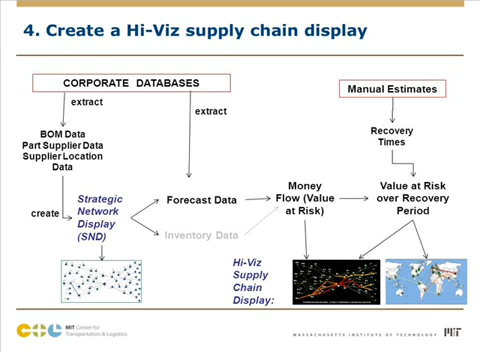 4. Create a Hi-Viz supply chain display
CORPORATE DATABASES
Manual Estimates
extract
extract
BOM Data
Part Supplier Data
Supplier Location
Data
Recovery
Times
create
Strategic
Network
Display
(SND)
Forecast Data
Inventory Data
Money
Flow (Value
at Risk)
Value at Risk
over Recovery
Period
Hi-Viz
Supply
Chain
Display:
MIT Center for
Transportation & Logistics
MASSACHUSETTS INSTITUTE OF TECHNOLOGY